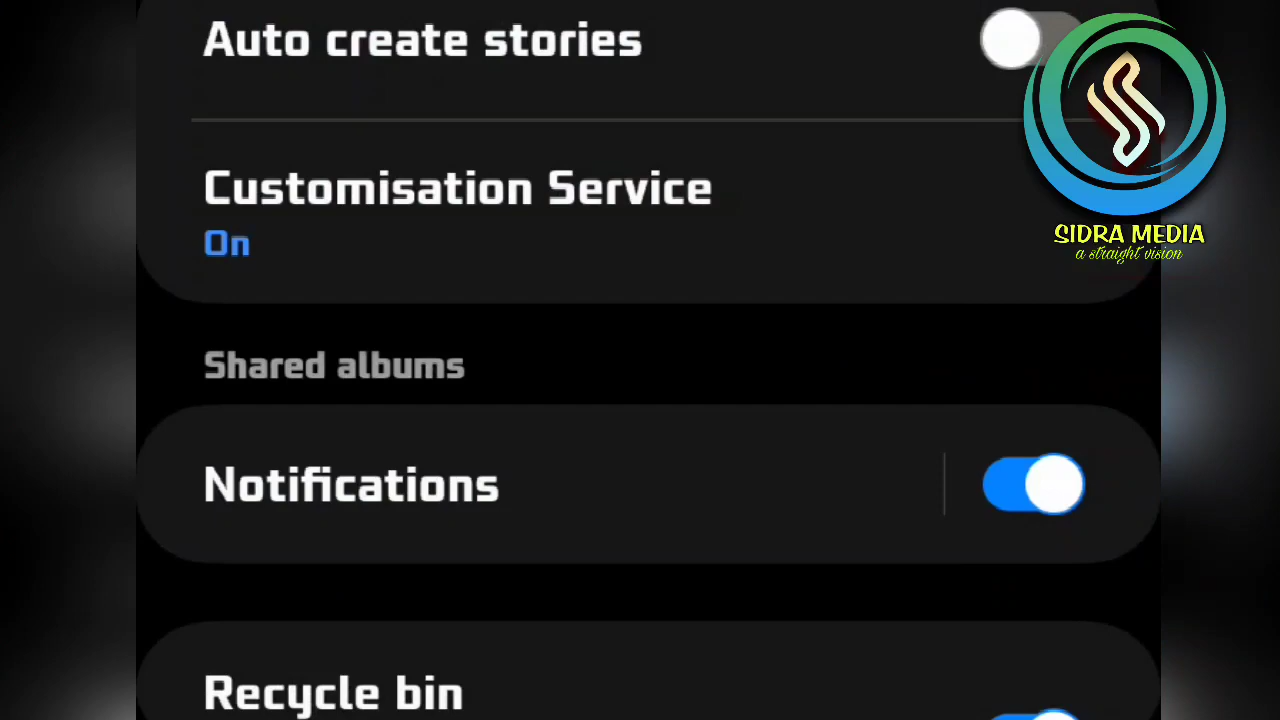 Auto create stories
Customisation Service
On
SIDRA MEDIA
a straight vision
Shared albums
Notifications
Recycle bin